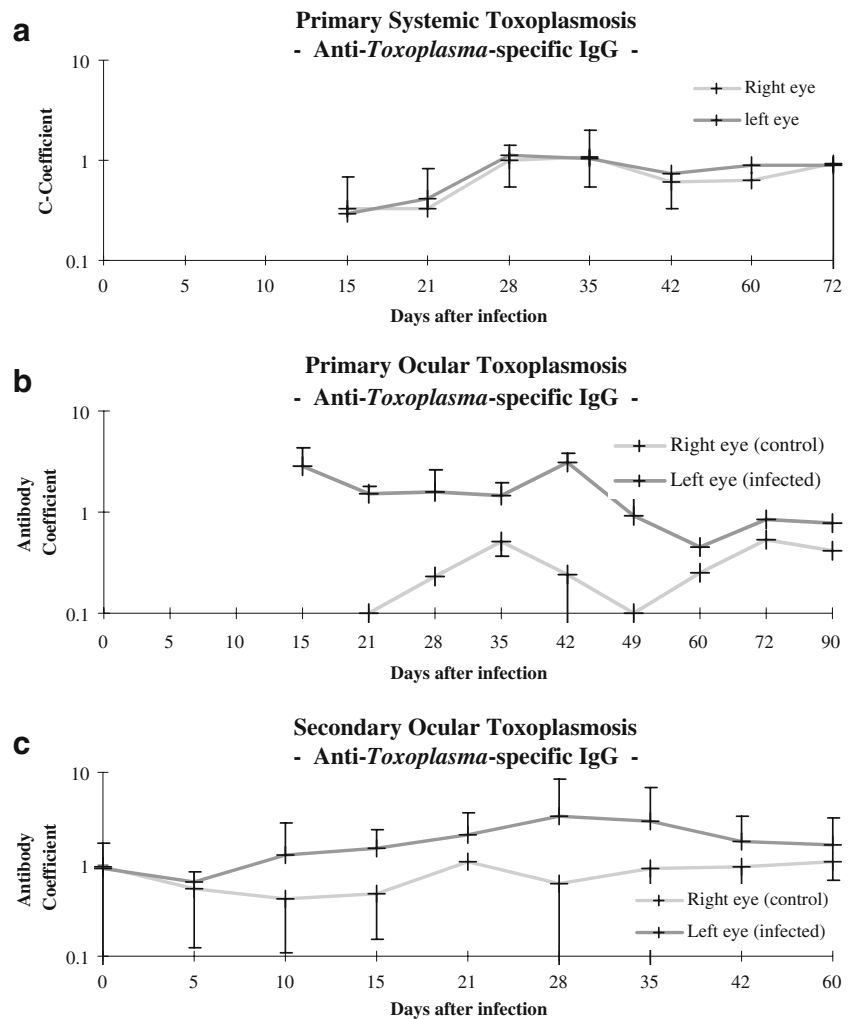 a
Primary Systemic Toxoplasmosis
- Anti-Toxoplasma-specific IgG -
10
1
0.1
C-Coefficient
Right eye
left eye
0 5 10 15 21 28 35 42 60 72
Days after infection
b
Primary Ocular Toxoplasmosis
- Anti-Toxoplasma-specific IgG -
10
1
0.1
Antibody
Coefficient
Right eye (control)
Left eye (infected)
0 5 10 15 21 28 35 42 49 60 72 90
Days after infection
c
Secondary Ocular Toxoplasmosis
- Anti-Toxoplasma-specific IgG -
10
1
0.1
Antibody
Coefficient
Right eye (control)
Left eye (infected)
0 5 10 15 21 28 35 42 60
Days after infection